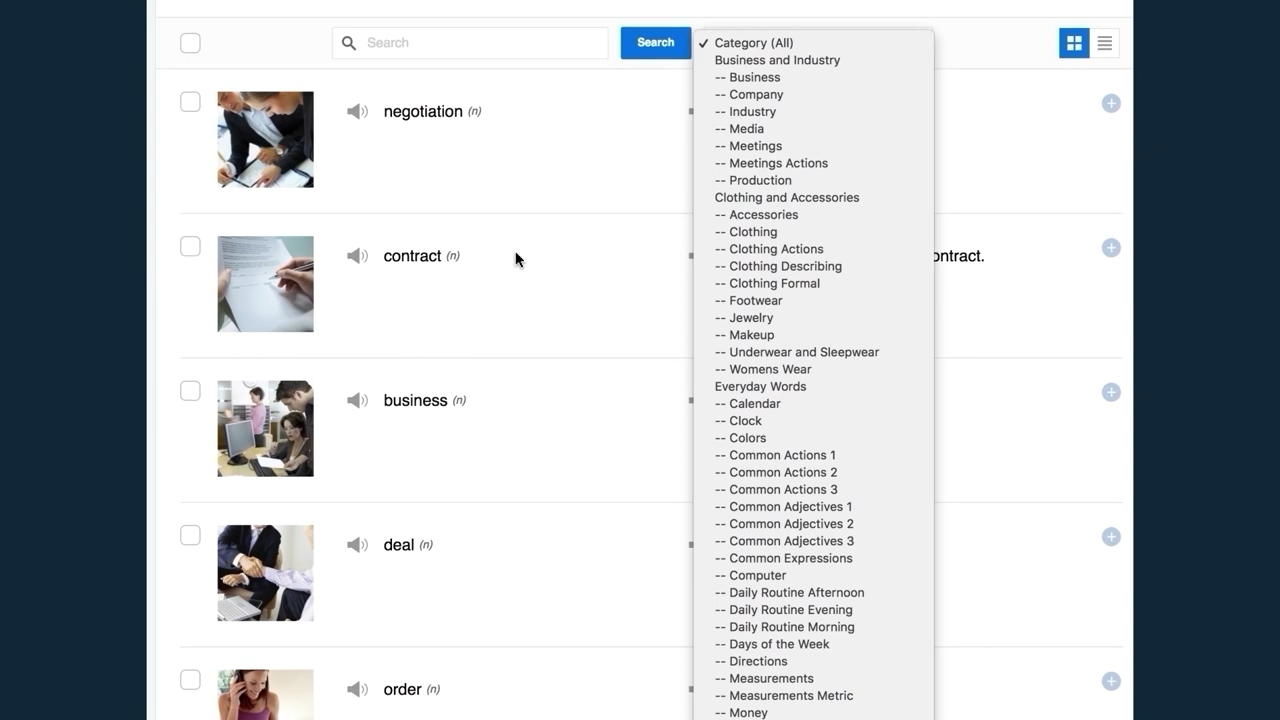 Search
Search
✓ Category (All)
Business and Industry
-- Business
-- Company
-- Industry
-- Media
-- Meetings
-- Meetings Actions
-- Production
Clothing and Accessories
-- Accessories
-- Clothing
-- Clothing Actions
-- Clothing Describing
-- Clothing Formal
-- Footwear
-- Jewelry
-- Makeup
-- Underwear and Sleepwear
-- Womens Wear
Everyday Words
-- Calendar
-- Clock
-- Colors
-- Common Actions 1
-- Common Actions 2
-- Common Actions 3
-- Common Adjectives 1
-- Common Adjectives 2
-- Common Adjectives 3
-- Common Expressions
-- Computer
-- Daily Routine Afternoon
-- Daily Routine Evening
-- Daily Routine Morning
-- Days of the Week
-- Directions
-- Measurements
-- Measurements Metric
-- Money
negotiation (n)
contract (n)
ontract.
business (n)
deal (n)
order (n)